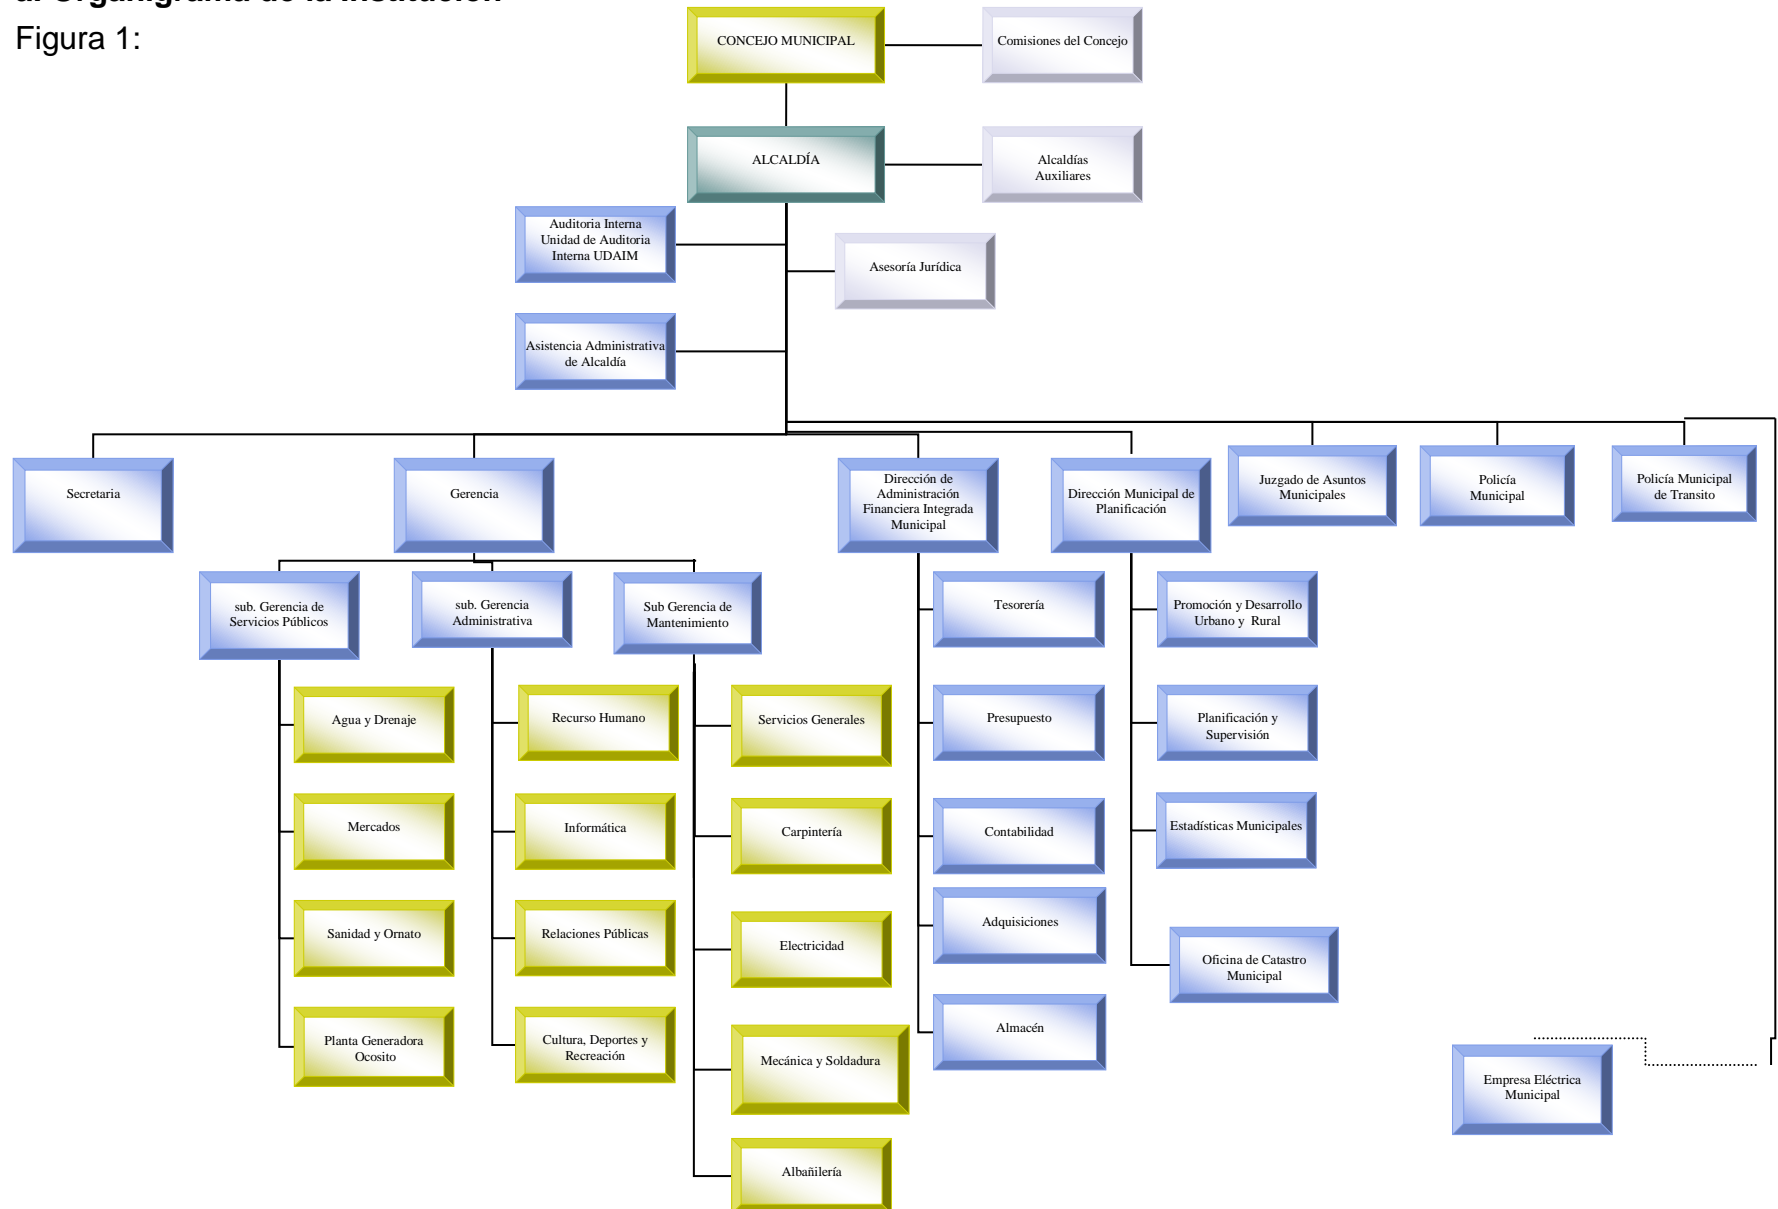 a. Organigrama de la Institución
Figura 1:
CONCEJO MUNICIPAL
Comisiones del Concejo
ALCALDÍA
Alcaldías
Auxiliares
Auditoria Interna
Unidad de Auditoria
Interna UDAIM
Asesoría Jurídica
Asistencia Administrativa
de Alcaldía
Secretaria
Gerencia
Dirección de
Administración
Financiera Integrada
Municipal
Dirección Municipal de
Planificación
Juzgado de Asuntos
Municipales
Policía
Municipal
Policía Municipal
de Transito
sub. Gerencia de
Servicios Públicos
sub. Gerencia
Administrativa
Sub Gerencia de
Mantenimiento
Tesorería
Promoción y Desarrollo
Urbano y  Rural
Agua y Drenaje
Recurso Humano
Servicios Generales
Presupuesto
Planificación y
Supervisión
Mercados
Informática
Carpintería
Contabilidad
Estadísticas Municipales
Sanidad y Ornato
Relaciones Públicas
Electricidad
Adquisiciones
Oficina de Catastro
Municipal
Planta Generadora
Ocosito
Cultura, Deportes y
Recreación
Mecánica y Soldadura
Almacén
Empresa Eléctrica
Municipal
Albañilería